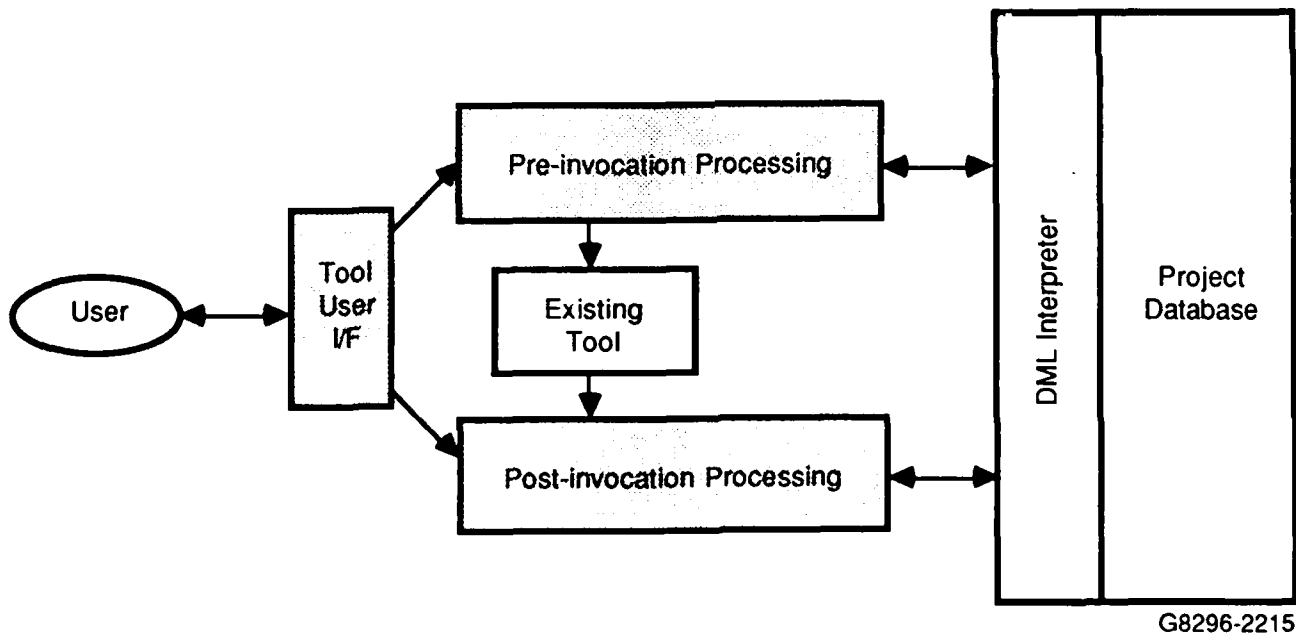 Pre-invocation Processing
User
Tool
User
I/F
Existing
Tool
Post-invocation Processing
DML Interpreter
Project
Database
G8296-2215